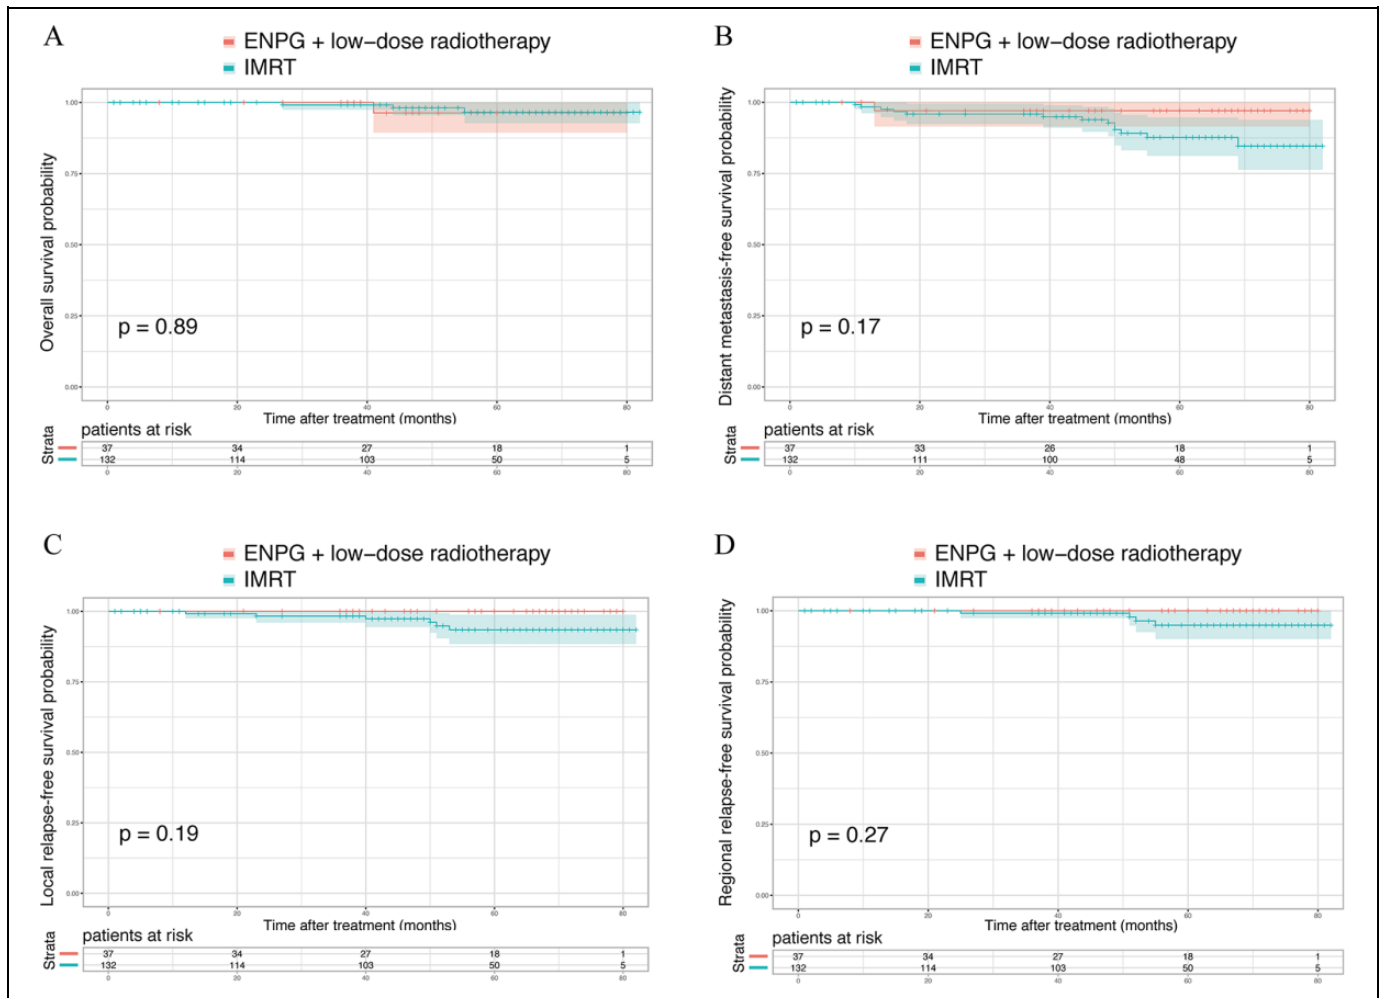 A
ENPG + low−dose radiotherapy
IMRT
Overall survival probability
1.00
0.75
0.50
0.25
0.00
p = 0.89
0 20 40 60 80
Time after treatment (months)
patients at risk
Strata
37 34 27 18 1
132 114 103 50 5
0 20 40 60 80
B
ENPG + low−dose radiotherapy
IMRT
Distant metastasis-free survival probability
1.00
0.75
0.50
0.25
0.00
p = 0.17
0 20 40 60 80
Time after treatment (months)
patients at risk
Strata
37 33 26 18 1
132 111 100 48 5
0 20 40 60 80
C
ENPG + low−dose radiotherapy
IMRT
Local relapse-free survival probability
1.00
0.75
0.50
0.25
0.00
p = 0.19
0 20 40 60 80
Time after treatment (months)
patients at risk
Strata
37 34 27 18 1
132 114 103 50 5
0 20 40 60 80
D
ENPG + low−dose radiotherapy
IMRT
Regional relapse-free survival probability
1.00
0.75
0.50
0.25
0.00
p = 0.27
0 20 40 60 80
Time after treatment (months)
patients at risk
Strata
37 34 27 18 1
132 114 103 50 5
0 20 40 60 80